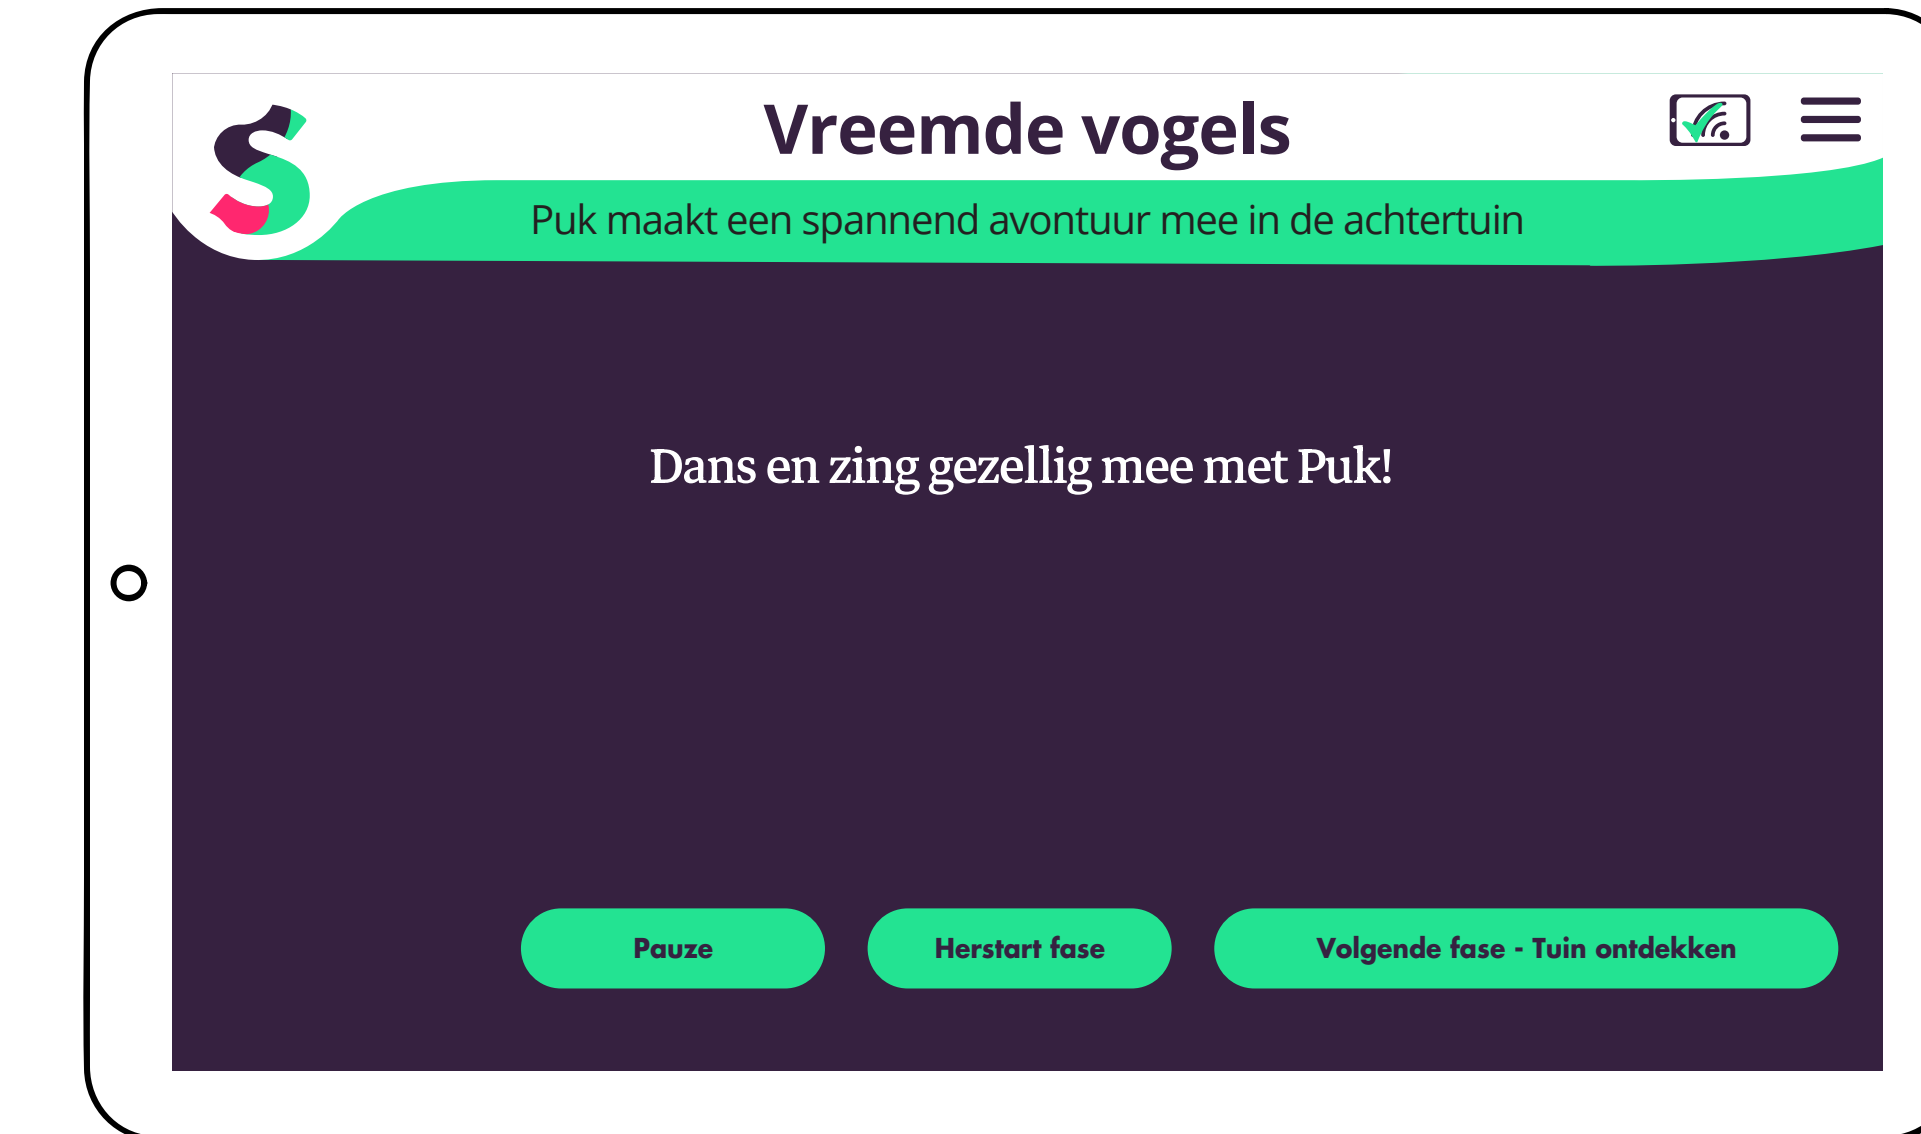 Vreemde vogels
Puk maakt een spannend avontuur mee in de achtertuin
Dans en zing gezellig mee met Puk!
Pauze
Herstart fase
Volgende fase - Tuin ontdekken